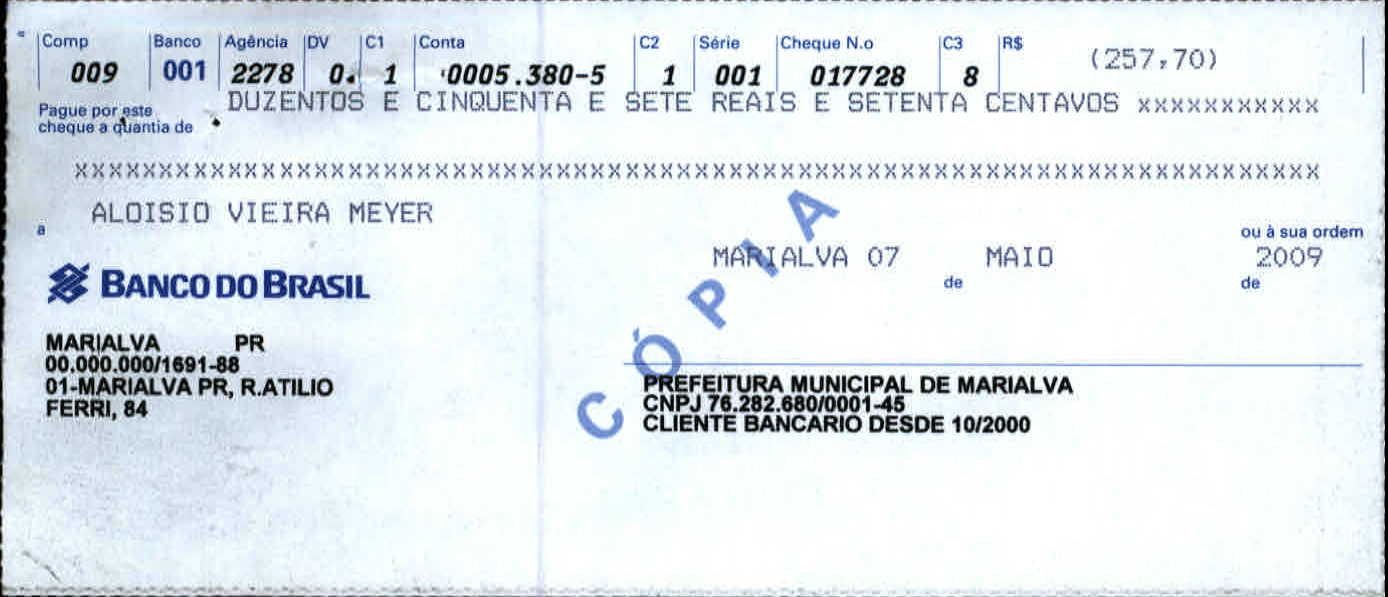 Comp Banco Agência DV C1 Conta C2 Série Cheque N.o C3 R$ (257,70)
009 001 2278 0. 1 0005.380-5 1 001 017728 8
Pague por este cheque a quantia de DUZENTOS E CINQUENTA E SETE REAIS E SETENTA CENTAVOS xxxxxxxxxxx
XXXXXXXXXXXXXXXXXXXXXXXXXXXXXXXXXXXXXXXXXXXXXXXXXXXXXXXXXXXXXXXXXXXXXXXXXXXXXXX
a ALOISIO VIEIRA MEYER ou à sua ordem
MARIALVA 07 de MAIO de 2009
BANCO DO BRASIL
CÓPIA
MARIALVA PR
00.000.000/1691-88
01-MARIALVA PR, R.ATILIO
FERRI, 84
PREFEITURA MUNICIPAL DE MARIALVA
CNPJ 76.282.680/0001-45
CLIENTE BANCARIO DESDE 10/2000